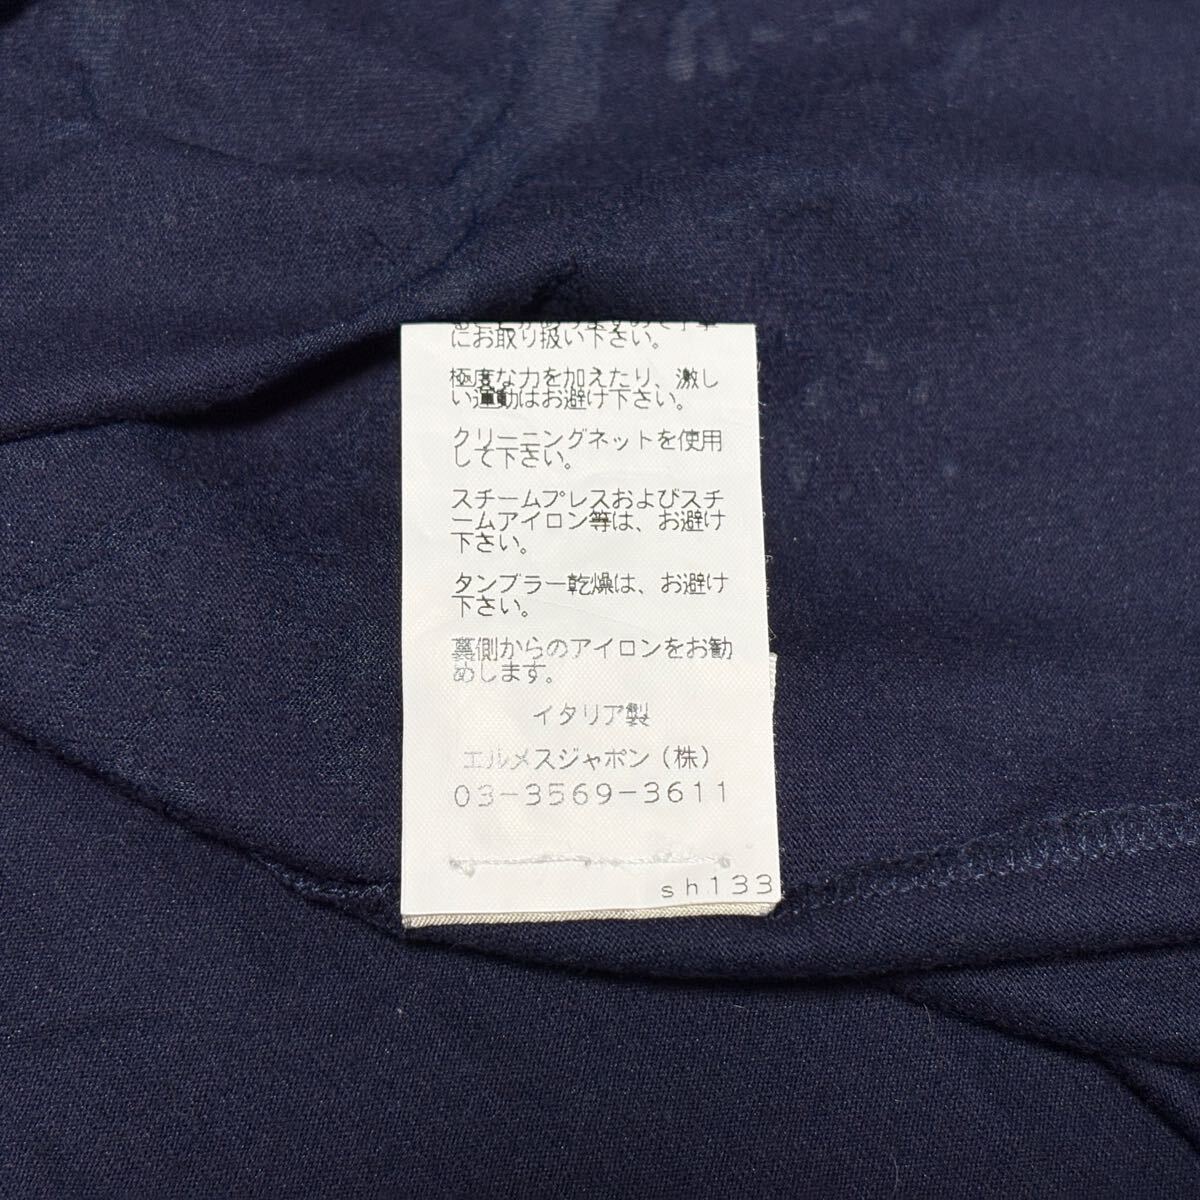 にお取り扱い下さい。
極度な力を加えたり、激し
い運動はお避け下さい。
クリーニングネットを使用
して下さい。
スチームプレスおよびスチ
ームアイロン等は、お避け
下さい。
タンブラー乾燥は、お避け
下さい。
裏側からのアイロンをお勧
めします。
イタリア製
エルメスジャポン（株）
03-3569-3611
sh133